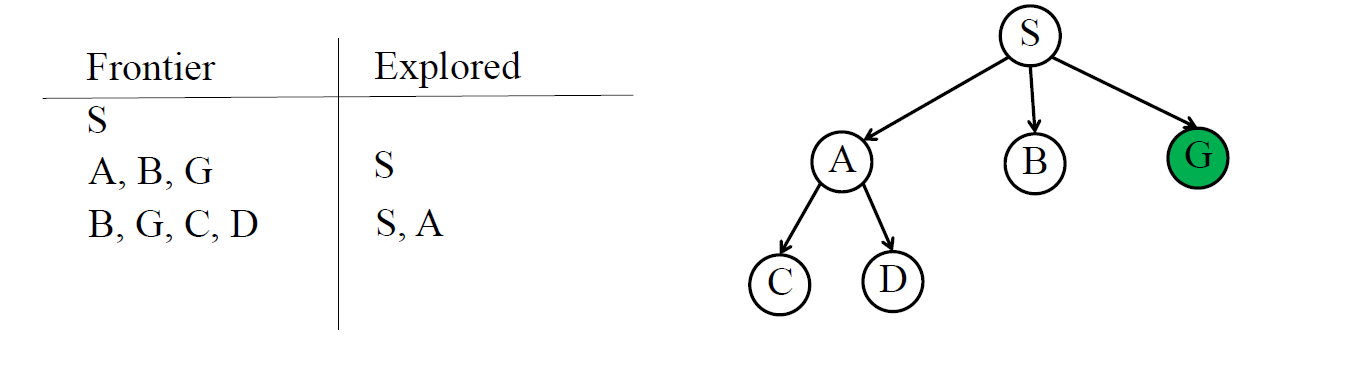 Frontier Explored
S
A, B, G S
B, G, C, D S, A
S
A B G
C D